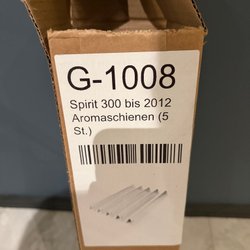 G-1008
Spirit 300 bis 2012
Aromaschienen (5
St.)